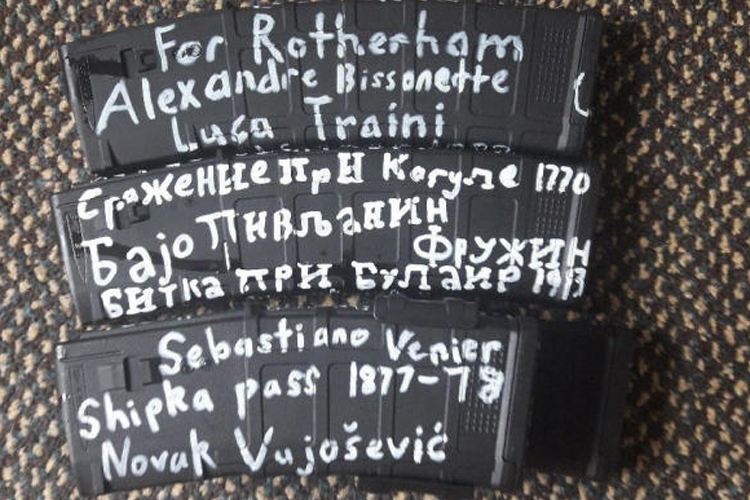 For Rotherham
Alexandre Bissonette
Luca Traini
Сражение при Кагуле 1770
Бајо Пивљанин
Фружин
Битка при Булаир 1913
Sebastiano Venier
Shipka pass 1877-78
Novak Vujošević